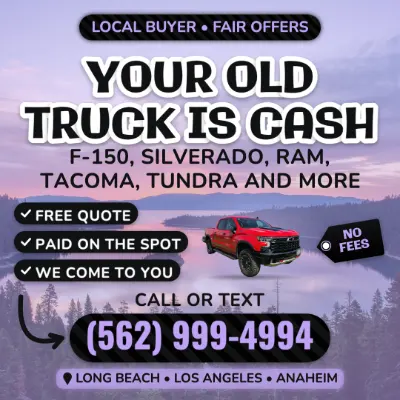 LOCAL BUYER • FAIR OFFERS
YOUR OLD
TRUCK IS CASH
F-150, SILVERADO, RAM,
TACOMA, TUNDRA AND MORE
FREE QUOTE
PAID ON THE SPOT
WE COME TO YOU
NO
FEES
CALL OR TEXT
(562) 999-4994
LONG BEACH • LOS ANGELES • ANAHEIM